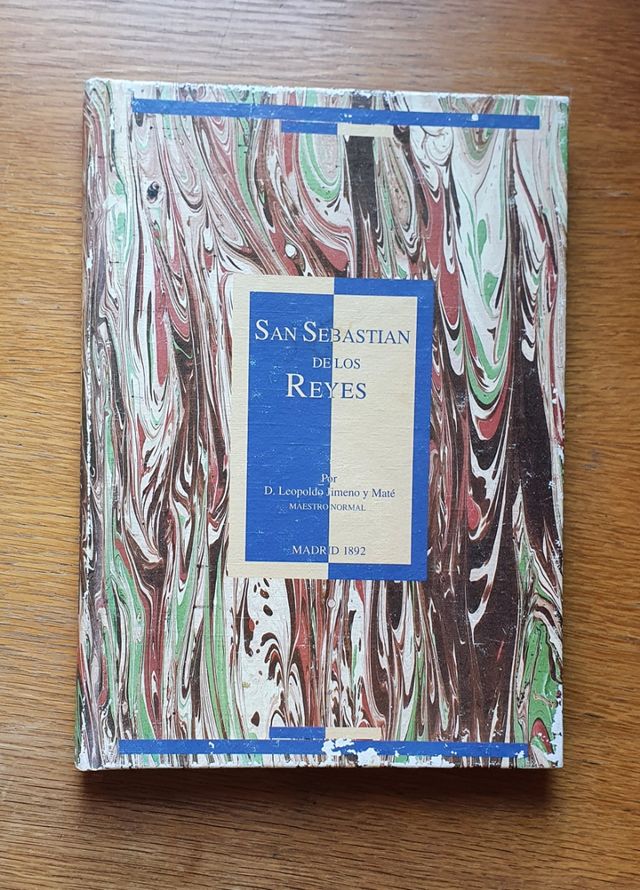 SAN SEBASTIAN
DE LOS
REYES
Por
D. Leopoldo Jimeno y Maté
MAESTRO NORMAL
MADRID 1892